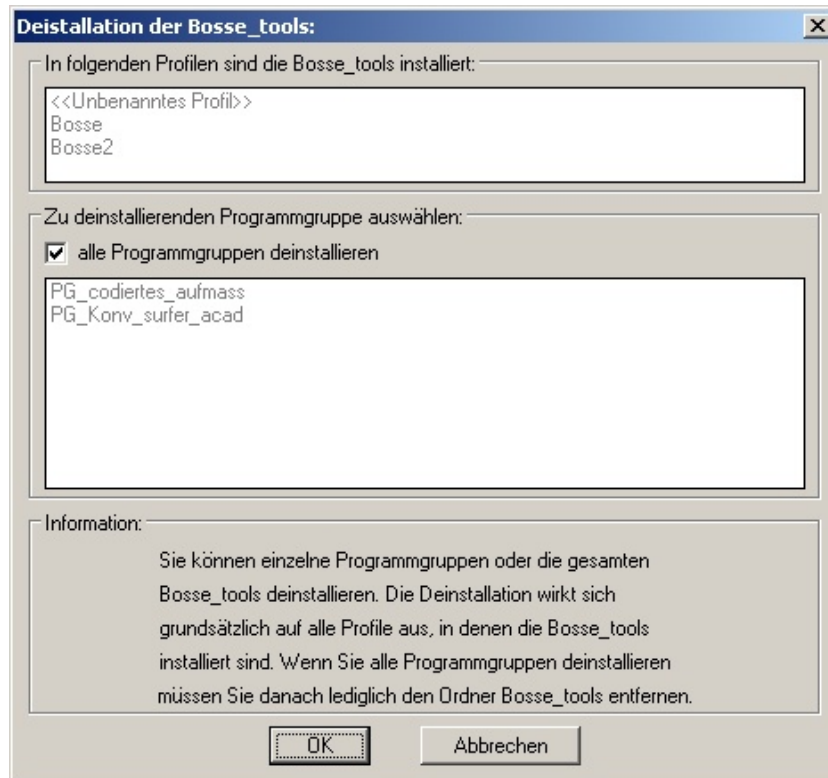 Deistallation der Bosse_tools:
In folgenden Profilen sind die Bosse_tools installiert:
<<Unbenanntes Profil>>
Bosse
Bosse2
Zu deinstallierenden Programmgruppe auswählen:
alle Programmgruppen deinstallieren
PG_codiertes_aufmass
PG_Konv_surfer_acad
Information:
Sie können einzelne Programmgruppen oder die gesamten
Bosse_tools deinstallieren. Die Deinstallation wirkt sich
grundsätzlich auf alle Profile aus, in denen die Bosse_tools
installiert sind. Wenn Sie alle Programmgruppen deinstallieren
müssen Sie danach lediglich den Ordner Bosse_tools entfernen.
OK
Abbrechen